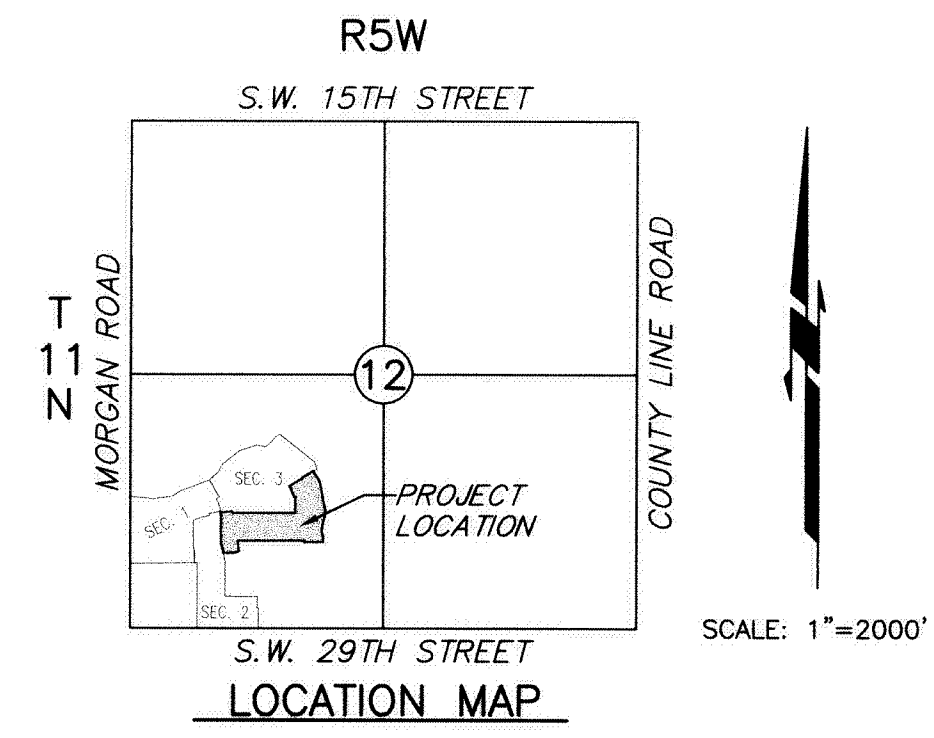 R5W
S.W. 15TH STREET
T
11
N
MORGAN ROAD
COUNTY LINE ROAD
12
SEC. 3
PROJECT
LOCATION
SEC. 1
SEC. 2
SCALE: 1"=2000'
S.W. 29TH STREET
LOCATION MAP